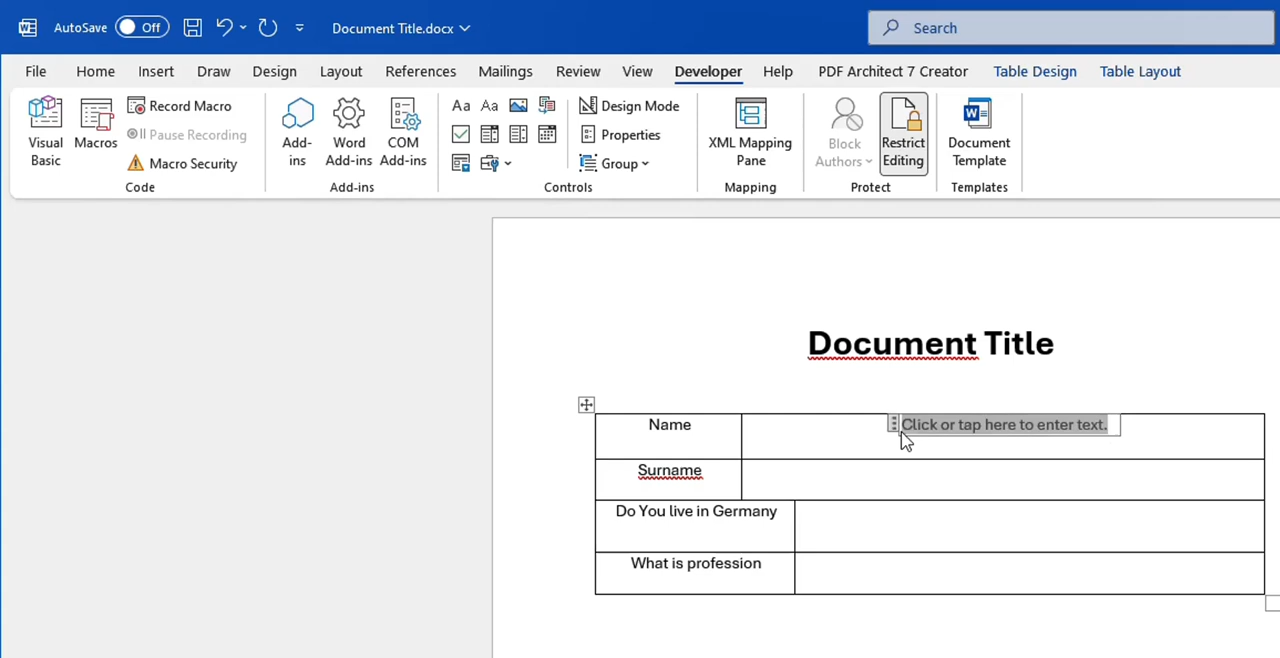 AutoSave Off Document Title.docx Search
File Home Insert Draw Design Layout References Mailings Review View Developer Help PDF Architect 7 Creator Table Design Table Layout
Visual Basic
Macros
Record Macro
Pause Recording
Macro Security
Code
Add-ins
Word Add-ins
COM Add-ins
Add-ins
Aa Aa
Design Mode
Properties
Group
Controls
XML Mapping Pane
Mapping
Block Authors
Restrict Editing
Protect
Document Template
Templates
Document Title
Name Click or tap here to enter text.
Surname
Do You live in Germany
What is profession